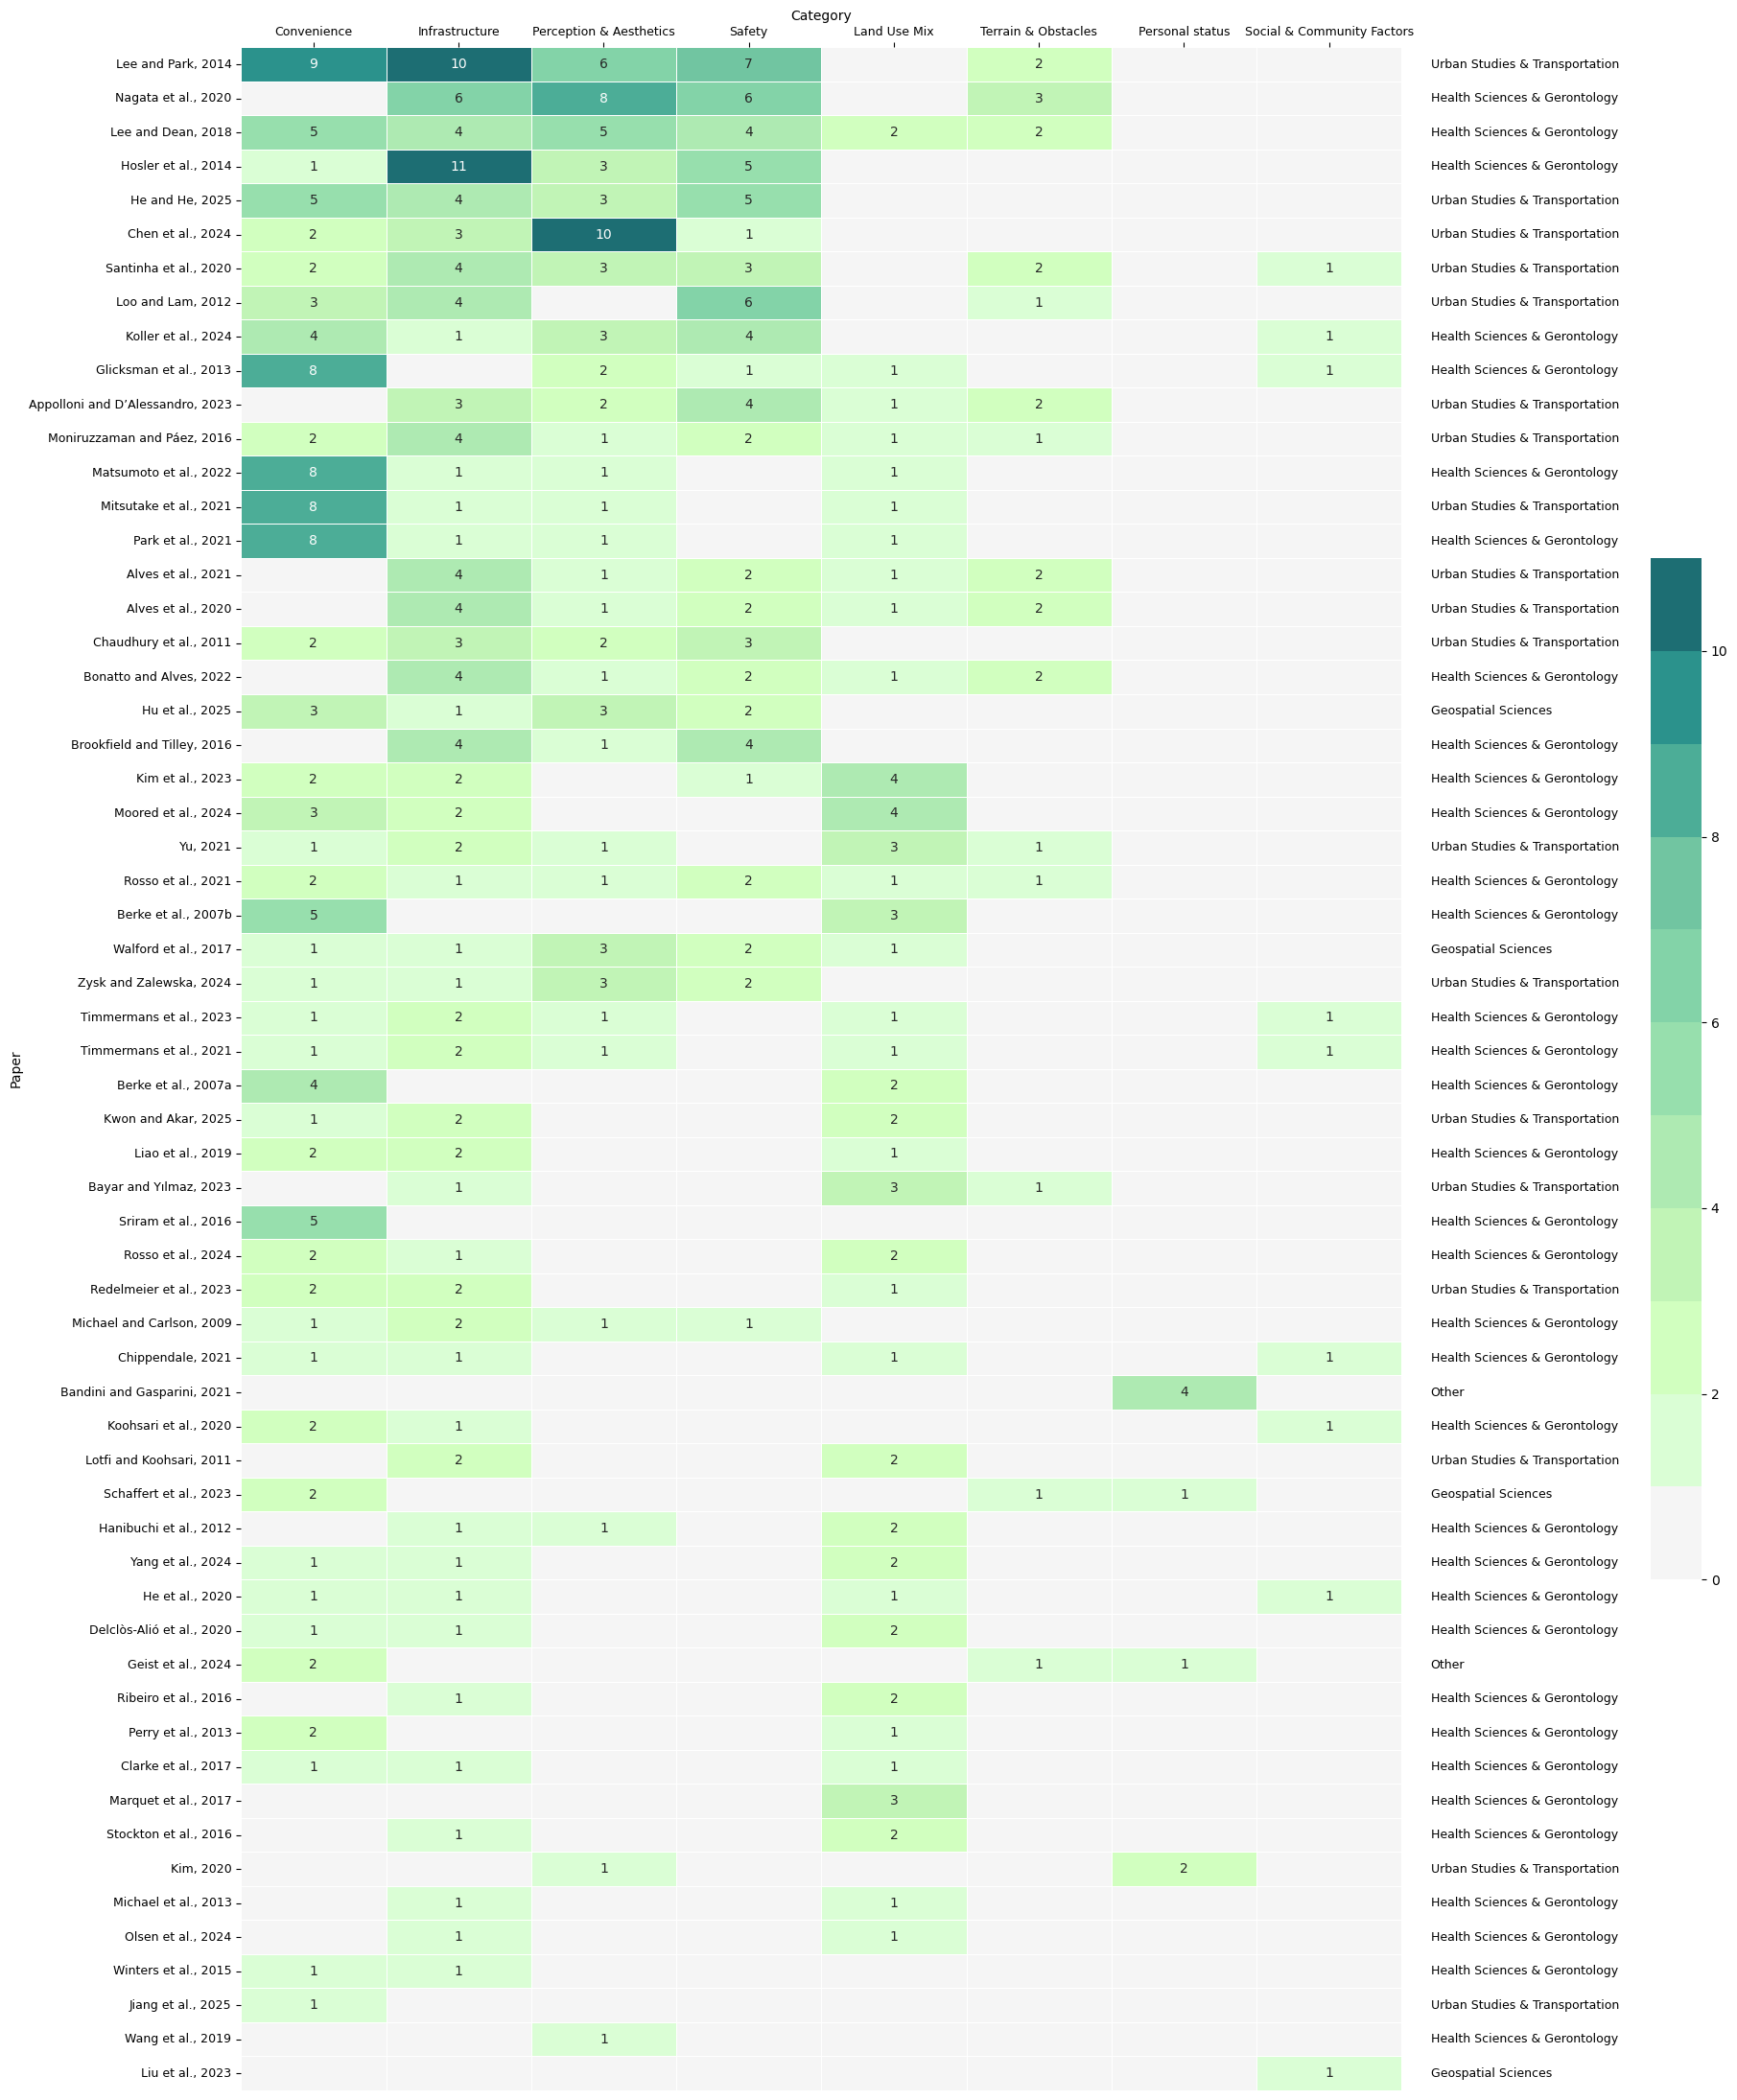 Category
Convenience Infrastructure Perception & Aesthetics Safety Land Use Mix Terrain & Obstacles Personal status Social & Community Factors
Lee and Park, 2014 9 10 6 7 2 Urban Studies & Transportation
Nagata et al., 2020 6 8 6 3 Health Sciences & Gerontology
Lee and Dean, 2018 5 4 5 4 2 2 Health Sciences & Gerontology
Hosler et al., 2014 1 11 3 5 Health Sciences & Gerontology
He and He, 2025 5 4 3 5 Urban Studies & Transportation
Chen et al., 2024 2 3 10 1 Urban Studies & Transportation
Santinha et al., 2020 2 4 3 3 2 1 Urban Studies & Transportation
Loo and Lam, 2012 3 4 6 1 Urban Studies & Transportation
Koller et al., 2024 4 1 3 4 1 Health Sciences & Gerontology
Glicksman et al., 2013 8 2 1 1 1 Health Sciences & Gerontology
Appolloni and D’Alessandro, 2023 3 2 4 1 2 Urban Studies & Transportation
Moniruzzaman and Páez, 2016 2 4 1 2 1 1 Urban Studies & Transportation
Matsumoto et al., 2022 8 1 1 1 Health Sciences & Gerontology
Mitsutake et al., 2021 8 1 1 1 Urban Studies & Transportation
Park et al., 2021 8 1 1 1 Health Sciences & Gerontology
Alves et al., 2021 4 1 2 1 2 Urban Studies & Transportation
Alves et al., 2020 4 1 2 1 2 Urban Studies & Transportation
Chaudhury et al., 2011 2 3 2 3 Urban Studies & Transportation
10
Bonatto and Alves, 2022 4 1 2 1 2 Health Sciences & Gerontology
Hu et al., 2025 3 1 3 2 Geospatial Sciences
Brookfield and Tilley, 2016 4 1 4 Health Sciences & Gerontology
Kim et al., 2023 2 2 1 4 Health Sciences & Gerontology
Moored et al., 2024 3 2 4 Health Sciences & Gerontology
8
Yu, 2021 1 2 1 3 1 Urban Studies & Transportation
Rosso et al., 2021 2 1 1 2 1 1 Health Sciences & Gerontology
Berke et al., 2007b 5 3 Health Sciences & Gerontology
Walford et al., 2017 1 1 3 2 1 Geospatial Sciences
Zysk and Zalewska, 2024 1 1 3 2 Urban Studies & Transportation
Timmermans et al., 2023 1 2 1 1 1 Health Sciences & Gerontology
6
Timmermans et al., 2021 1 2 1 1 1 Health Sciences & Gerontology
Paper
Berke et al., 2007a 4 2 Health Sciences & Gerontology
Kwon and Akar, 2025 1 2 2 Urban Studies & Transportation
Liao et al., 2019 2 2 1 Health Sciences & Gerontology
Bayar and Yılmaz, 2023 1 3 1 Urban Studies & Transportation
4
Sriram et al., 2016 5 Health Sciences & Gerontology
Rosso et al., 2024 2 1 2 Health Sciences & Gerontology
Redelmeier et al., 2023 2 2 1 Urban Studies & Transportation
Michael and Carlson, 2009 1 2 1 1 Health Sciences & Gerontology
Chippendale, 2021 1 1 1 1 Health Sciences & Gerontology
Bandini and Gasparini, 2021 4 Other
2
Koohsari et al., 2020 2 1 1 Health Sciences & Gerontology
Lotfi and Koohsari, 2011 2 2 Urban Studies & Transportation
Schaffert et al., 2023 2 1 1 Geospatial Sciences
Hanibuchi et al., 2012 1 1 2 Health Sciences & Gerontology
Yang et al., 2024 1 1 2 Health Sciences & Gerontology
0
He et al., 2020 1 1 1 1 Health Sciences & Gerontology
Delclòs-Alió et al., 2020 1 1 2 Health Sciences & Gerontology
Geist et al., 2024 2 1 1 Other
Ribeiro et al., 2016 1 2 Health Sciences & Gerontology
Perry et al., 2013 2 1 Health Sciences & Gerontology
Clarke et al., 2017 1 1 1 Health Sciences & Gerontology
Marquet et al., 2017 3 Health Sciences & Gerontology
Stockton et al., 2016 1 2 Health Sciences & Gerontology
Kim, 2020 1 2 Urban Studies & Transportation
Michael et al., 2013 1 1 Health Sciences & Gerontology
Olsen et al., 2024 1 1 Health Sciences & Gerontology
Winters et al., 2015 1 1 Health Sciences & Gerontology
Jiang et al., 2025 1 Urban Studies & Transportation
Wang et al., 2019 1 Health Sciences & Gerontology
Liu et al., 2023 1 Geospatial Sciences